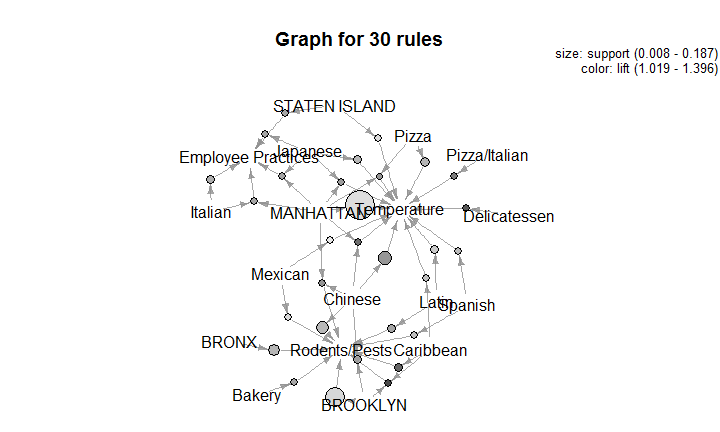 Graph for 30 rules
size: support (0.008 - 0.187)
color: lift (1.019 - 1.396)
STATEN ISLAND
Pizza
Japanese
Pizza/Italian
Employee Practices
Italian
MANHATTAN
Temperature
Delicatessen
Mexican
Chinese
Latin
Spanish
BRONX
Rodents/Pests
Caribbean
Bakery
BROOKLYN